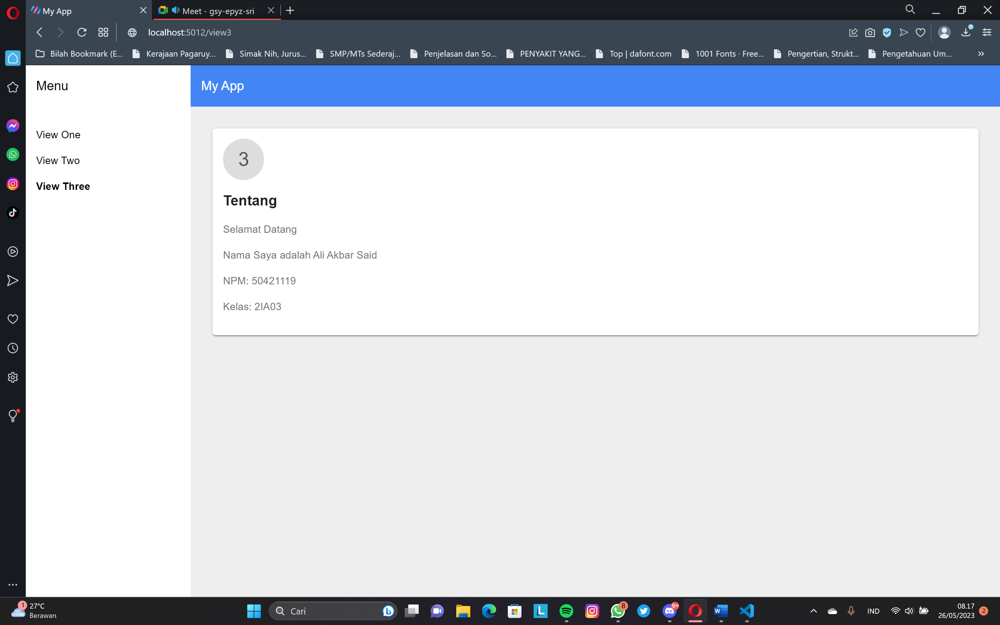 My App
Meet - gsy-epyz-sri
localhost:5012/view3
Bilah Bookmark (E...
Kerajaan Pagaruy...
Simak Nih, Jurus...
SMP/MTs Sederaj...
Penjelasan dan So...
PENYAKIT YANG...
Top | dafont.com
1001 Fonts · Free...
Pengertian, Strukt...
Pengetahuan Um...
Menu
My App
View One
View Two
View Three
3
Tentang
Selamat Datang
Nama Saya adalah Ali Akbar Said
NPM: 50421119
Kelas: 2IA03
1
27°C
Berawan
Cari
8
9+
IND
08.17
26/05/2023
2